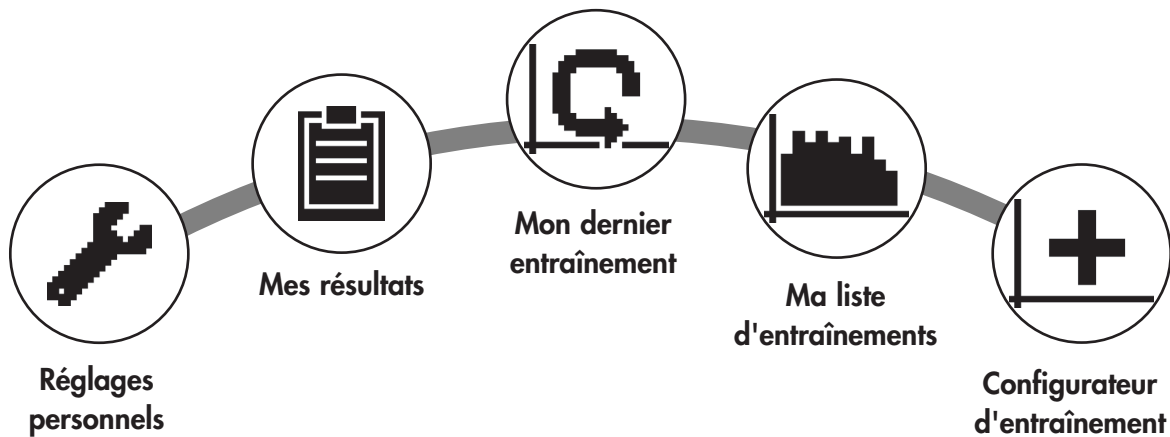 Réglages
personnels
Mes résultats
Mon dernier
entraînement
Ma liste
d'entraînements
Configurateur
d'entraînement